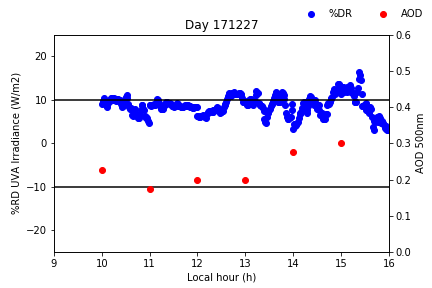 %DR AOD
Day 171227
20
10
0
−10
−20
%RD UVA Irradiance (W/m2)
0.6
0.5
0.4
0.3
0.2
0.1
0.0
AOD 500nm
9 10 11 12 13 14 15 16
Local hour (h)